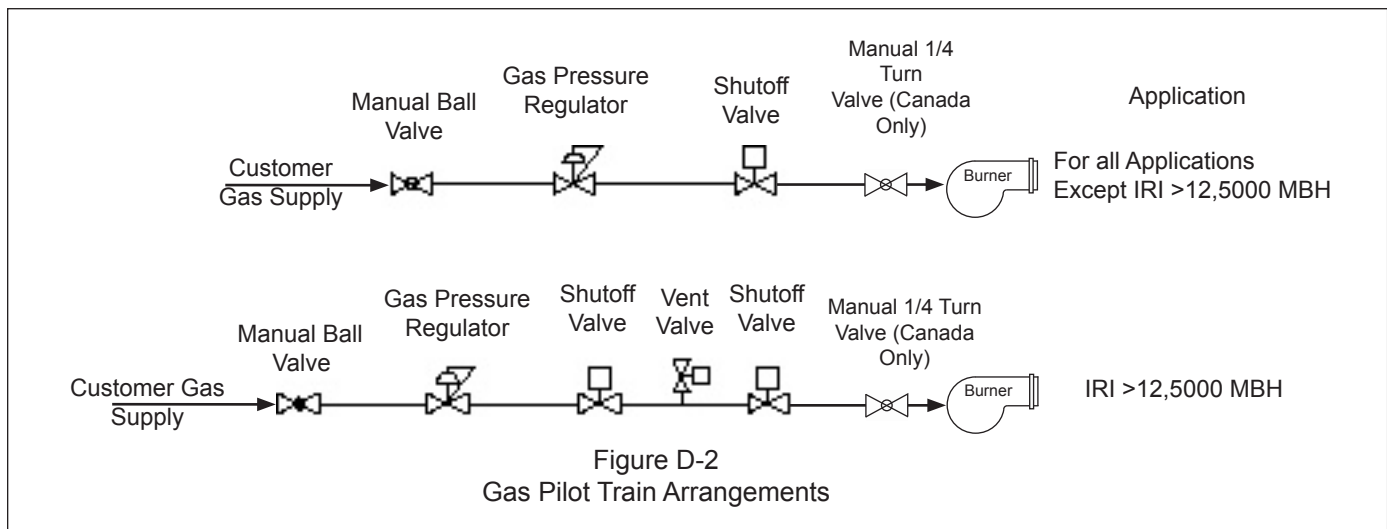 Manual Ball
Valve
Gas Pressure
Regulator
Shutoff
Valve
Manual 1/4
Turn
Valve (Canada
Only)
Application
Customer
Gas Supply
Burner
For all Applications
Except IRI >12,5000 MBH
Manual Ball
Valve
Gas Pressure
Regulator
Shutoff
Valve
Vent
Valve
Shutoff
Valve
Manual 1/4 Turn
Valve (Canada
Only)
Customer Gas
Supply
Burner
IRI >12,5000 MBH
Figure D-2
Gas Pilot Train Arrangements